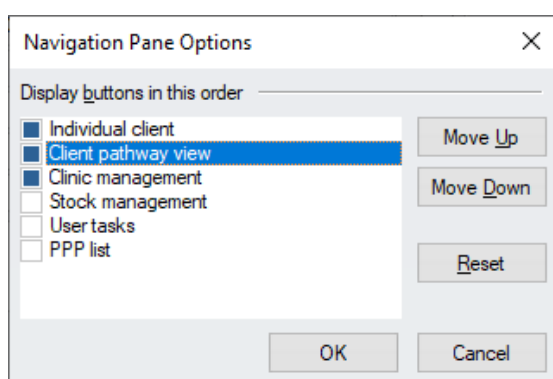 Navigation Pane Options
Display buttons in this order
Individual client
Client pathway view
Clinic management
Stock management
User tasks
PPP list
Move Up
Move Down
Reset
OK
Cancel